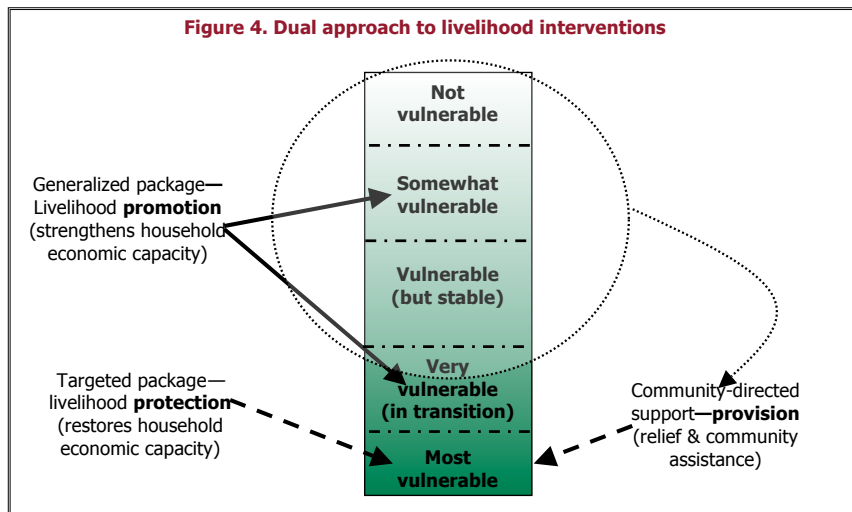 Figure 4. Dual approach to livelihood interventions
Not
vulnerable
Generalized package—
Livelihood promotion
(strengthens household
economic capacity)
Somewhat
vulnerable
Vulnerable
(but stable)
Very
vulnerable
(in transition)
Targeted package—
livelihood protection
(restores household
economic capacity)
Community-directed
support—provision
(relief & community
assistance)
Most
vulnerable